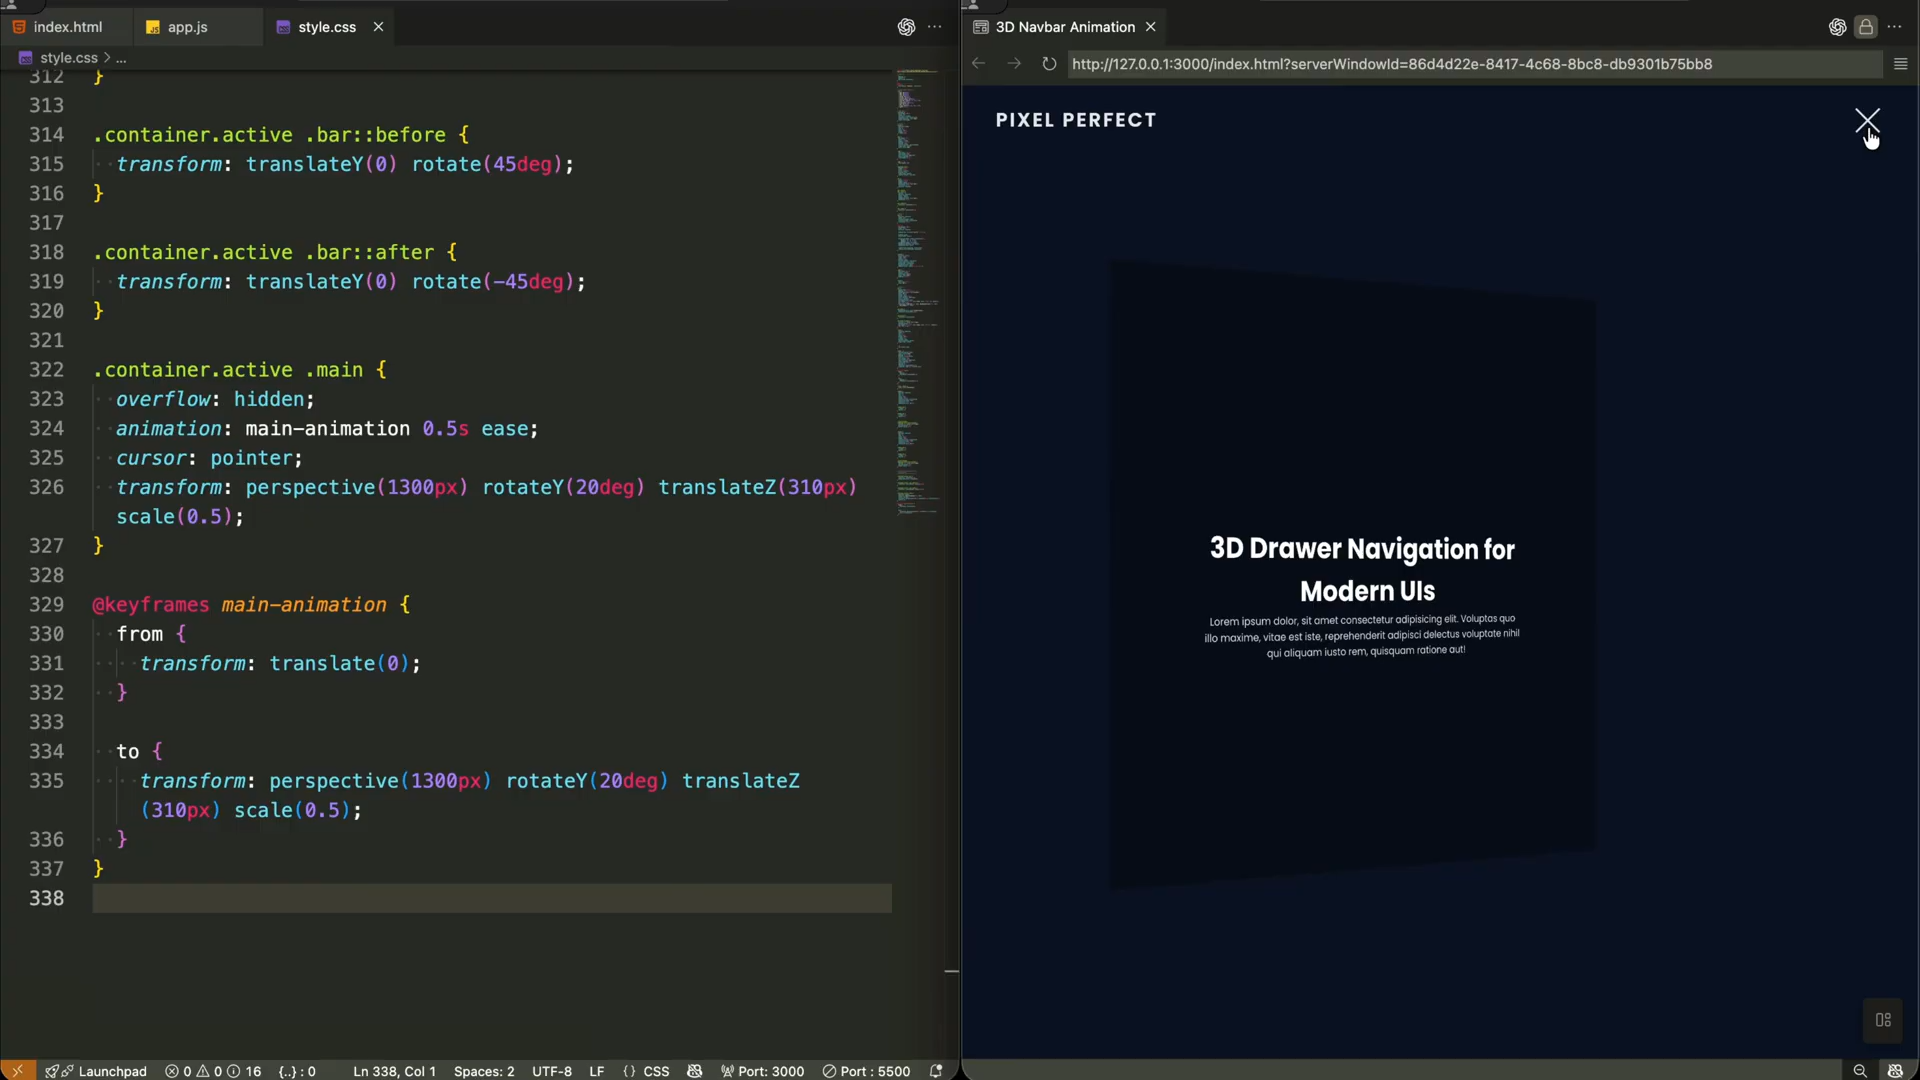 index.html
app.js
style.css
style.css > ...
312 }
313
314 .container.active .bar::before {
315 transform: translateY(0) rotate(45deg);
316 }
317
318 .container.active .bar::after {
319 transform: translateY(0) rotate(-45deg);
320 }
321
322 .container.active .main {
323 overflow: hidden;
324 animation: main-animation 0.5s ease;
325 cursor: pointer;
326 transform: perspective(1300px) rotateY(20deg) translateZ(310px)
scale(0.5);
327 }
328
329 @keyframes main-animation {
330 from {
331 transform: translate(0);
332 }
333
334 to {
335 transform: perspective(1300px) rotateY(20deg) translateZ
(310px) scale(0.5);
336 }
337 }
338
Launchpad 0 0 16 {..} : 0 Ln 338, Col 1 Spaces: 2 UTF-8 LF {} CSS Port: 3000 Port : 5500
3D Navbar Animation
http://127.0.0.1:3000/index.html?serverWindowId=86d4d22e-8417-4c68-8bc8-db9301b75bb8
PIXEL PERFECT
3D Drawer Navigation for
Modern UIs
Lorem ipsum dolor, sit amet consectetur adipisicing elit. Voluptas quo
illo maxime, vitae est iste, reprehenderit adipisci delectus voluptate nihil
qui aliquam iusto rem, quisquam ratione aut!